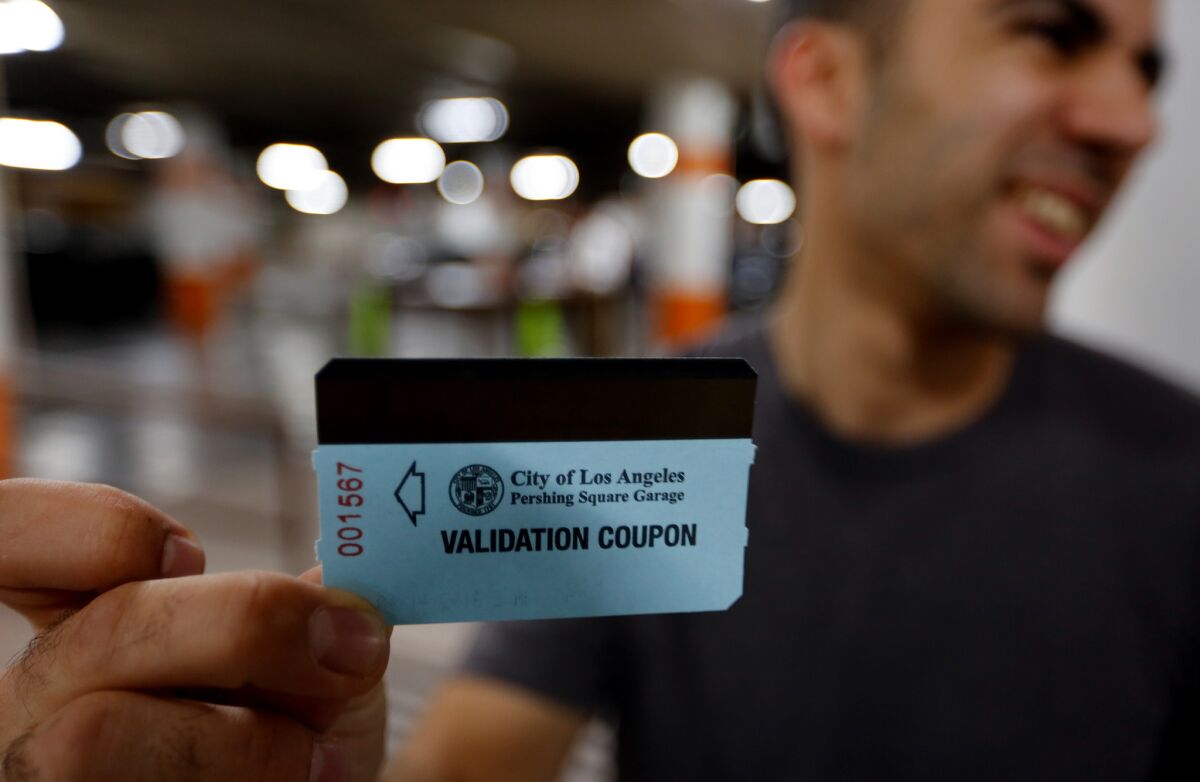 001567
City of Los Angeles
Pershing Square Garage
VALIDATION COUPON